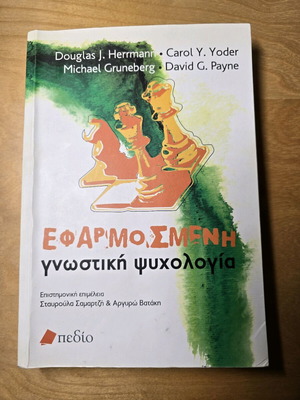 Douglas J. Herrmann • Carol Y. Yoder
Michael Gruneberg • David G. Payne
ΕΦΑΡΜΟΣΜΕΝΗ
γνωστική ψυχολογία
Επιστημονική επιμέλεια
Σταυρούλα Σαμαρτζή & Αργυρώ Βατάκη
πεδίο